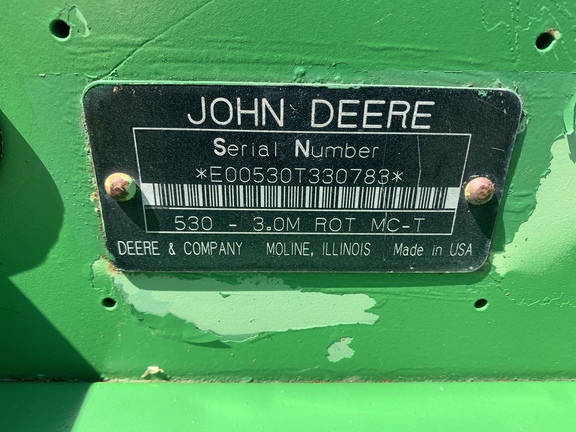 JOHN DEERE
Serial Number
*E00530T330783*
530 - 3.0M ROT MC-T
DEERE & COMPANY MOLINE, ILLINOIS Made in USA